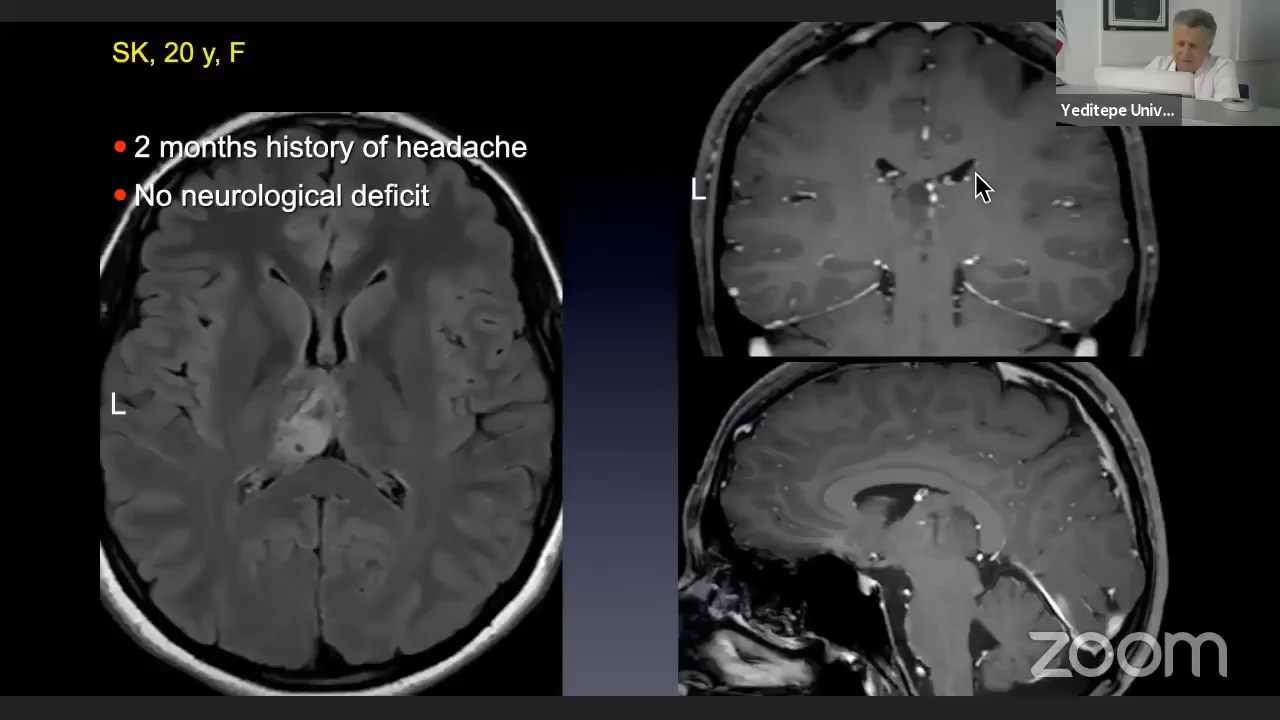 SK, 20 y, F
2 months history of headache
No neurological deficit
L
L
Yeditepe Univ...
zoom